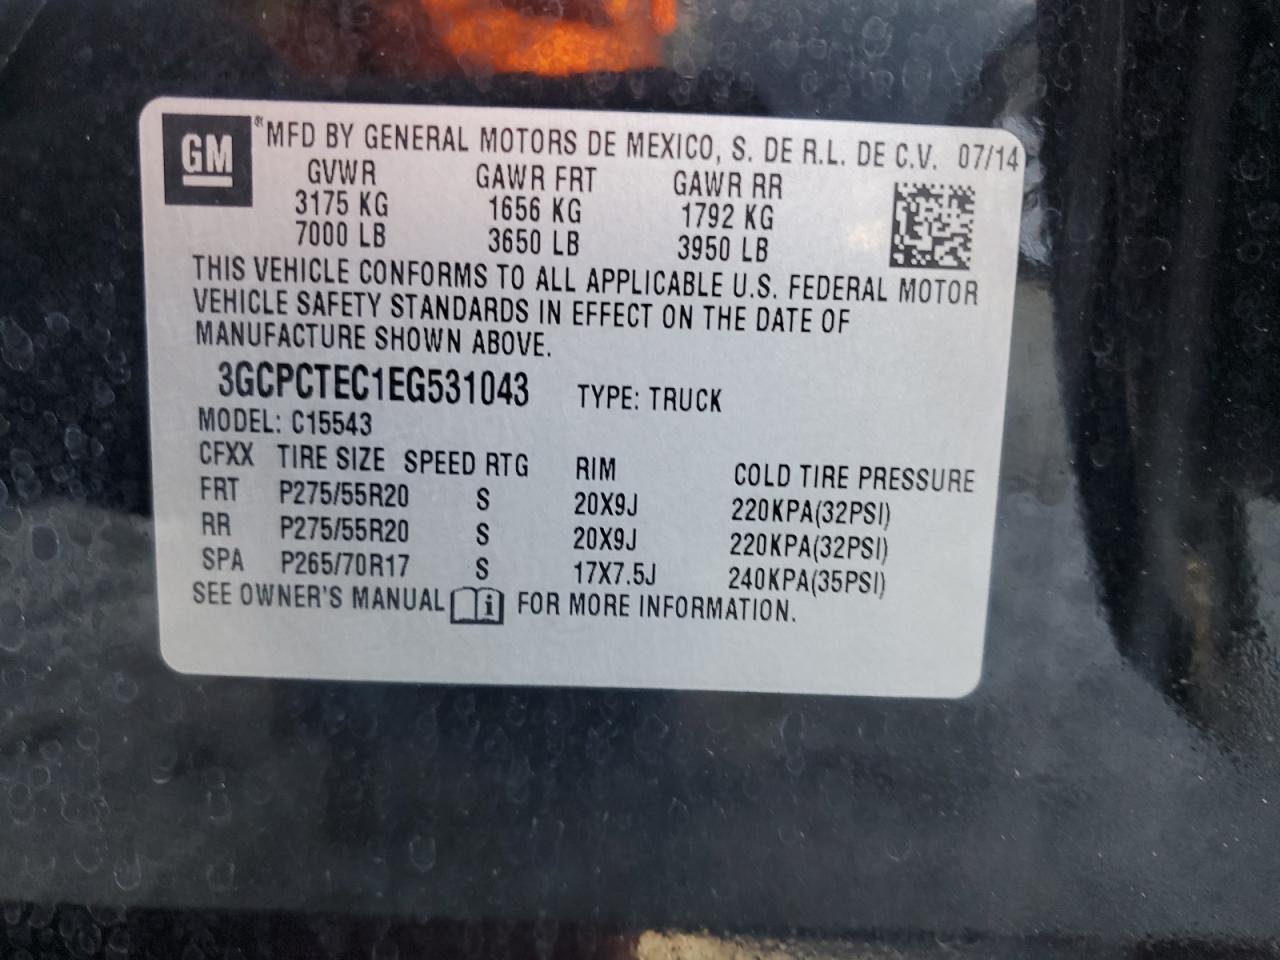 GM ®MFD BY GENERAL MOTORS DE MEXICO, S. DE R.L. DE C.V. 07/14
GVWR GAWR FRT GAWR RR
3175 KG 1656 KG 1792 KG
7000 LB 3650 LB 3950 LB
THIS VEHICLE CONFORMS TO ALL APPLICABLE U.S. FEDERAL MOTOR
VEHICLE SAFETY STANDARDS IN EFFECT ON THE DATE OF
MANUFACTURE SHOWN ABOVE.
3GCPCTEC1EG531043 TYPE: TRUCK
MODEL: C15543
CFXX TIRE SIZE SPEED RTG RIM COLD TIRE PRESSURE
FRT P275/55R20 S 20X9J 220KPA(32PSI)
RR P275/55R20 S 20X9J 220KPA(32PSI)
SPA P265/70R17 S 17X7.5J 240KPA(35PSI)
SEE OWNER'S MANUAL i FOR MORE INFORMATION.